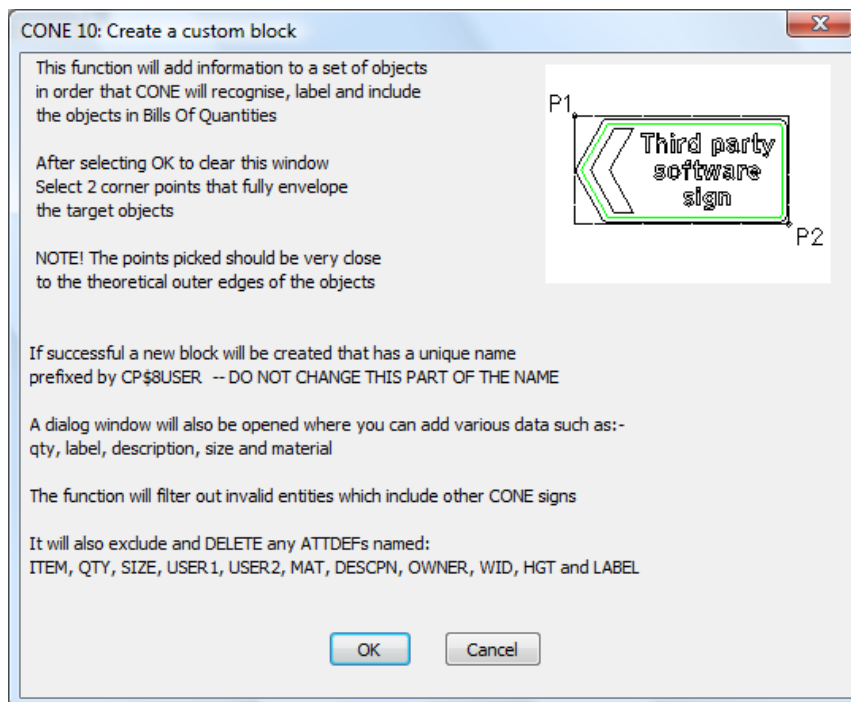 CONE 10: Create a custom block
This function will add information to a set of objects
in order that CONE will recognise, label and include
the objects in Bills Of Quantities
P1
Third party
software
sign
P2
After selecting OK to clear this window
Select 2 corner points that fully envelope
the target objects
NOTE! The points picked should be very close
to the theoretical outer edges of the objects
If successful a new block will be created that has a unique name
prefixed by CP$8USER -- DO NOT CHANGE THIS PART OF THE NAME
A dialog window will also be opened where you can add various data such as:-
qty, label, description, size and material
The function will filter out invalid entities which include other CONE signs
It will also exclude and DELETE any ATTDEFs named:
ITEM, QTY, SIZE, USER1, USER2, MAT, DESCPN, OWNER, WID, HGT and LABEL
OK
Cancel